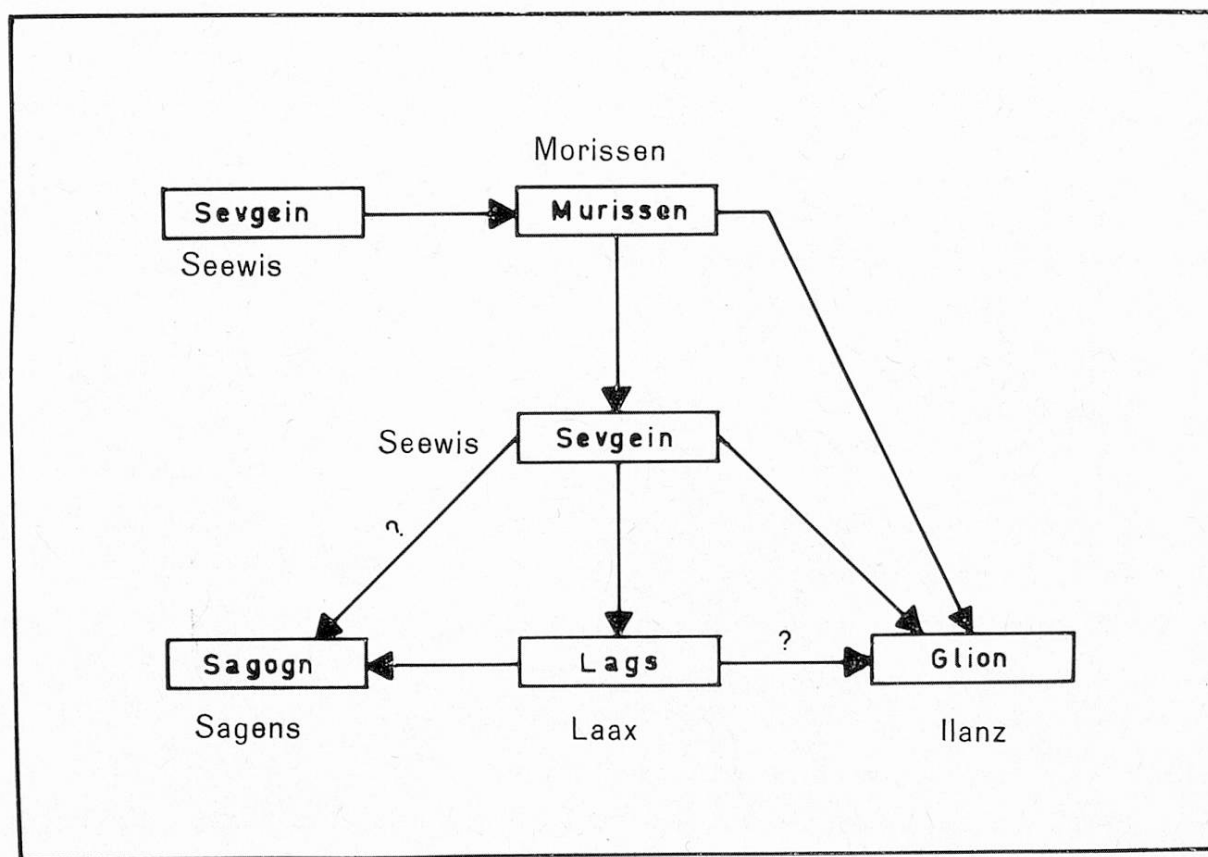 Morissen
Sevgein
Murissen
Seewis
Seewis
Sevgein
?
?
Sagogn
Lags
Glion
Sagens
Laax
Ilanz